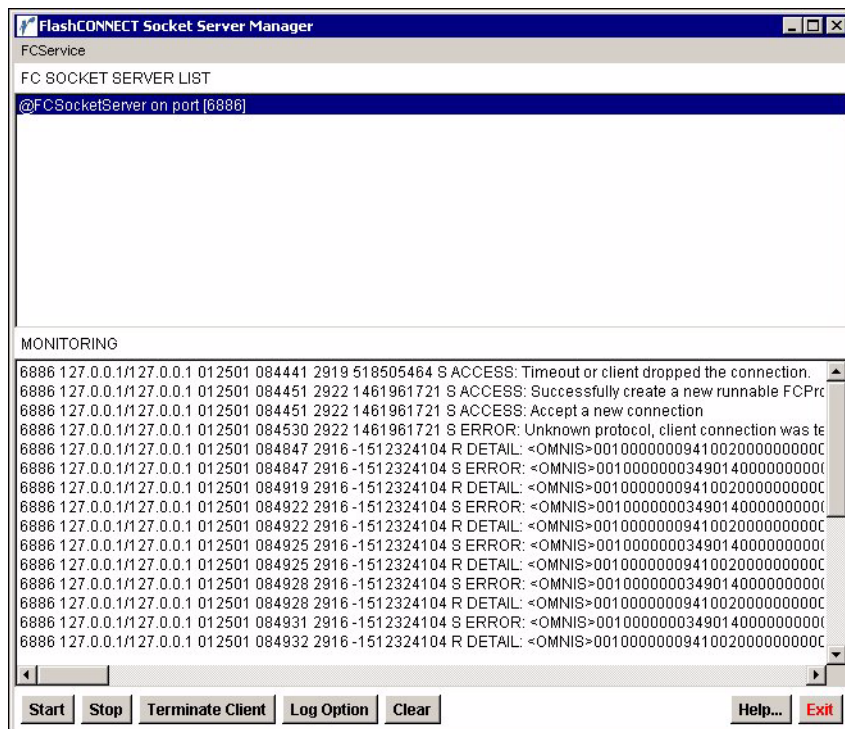 FlashCONNECT Socket Server Manager
FCService
FC SOCKET SERVER LIST
@FCSocketServer on port [6886]
MONITORING
6886 127.0.0.1/127.0.0.1 012501 084441 2919 518505464 S ACCESS: Timeout or client dropped the connection.
6886 127.0.0.1/127.0.0.1 012501 084451 2922 1461961721 S ACCESS: Successfully create a new runnable FCPro
6886 127.0.0.1/127.0.0.1 012501 084451 2922 1461961721 S ACCESS: Accept a new connection
6886 127.0.0.1/127.0.0.1 012501 084530 2922 1461961721 S ERROR: Unknown protocol, client connection was te
6886 127.0.0.1/127.0.0.1 012501 084847 2916 -1512324104 R DETAIL: <OMNIS>001000000009410020000000000
6886 127.0.0.1/127.0.0.1 012501 084847 2916 -1512324104 S ERROR: <OMNIS>001000000034901400000000000
6886 127.0.0.1/127.0.0.1 012501 084919 2916 -1512324104 R DETAIL: <OMNIS>001000000009410020000000000
6886 127.0.0.1/127.0.0.1 012501 084922 2916 -1512324104 S ERROR: <OMNIS>001000000034901400000000000
6886 127.0.0.1/127.0.0.1 012501 084922 2916 -1512324104 R DETAIL: <OMNIS>001000000009410020000000000
6886 127.0.0.1/127.0.0.1 012501 084925 2916 -1512324104 S ERROR: <OMNIS>001000000034901400000000000
6886 127.0.0.1/127.0.0.1 012501 084925 2916 -1512324104 R DETAIL: <OMNIS>001000000009410020000000000
6886 127.0.0.1/127.0.0.1 012501 084928 2916 -1512324104 S ERROR: <OMNIS>001000000034901400000000000
6886 127.0.0.1/127.0.0.1 012501 084928 2916 -1512324104 R DETAIL: <OMNIS>001000000009410020000000000
6886 127.0.0.1/127.0.0.1 012501 084931 2916 -1512324104 S ERROR: <OMNIS>001000000034901400000000000
6886 127.0.0.1/127.0.0.1 012501 084932 2916 -1512324104 R DETAIL: <OMNIS>001000000009410020000000000
Start Stop Terminate Client Log Option Clear Help... Exit